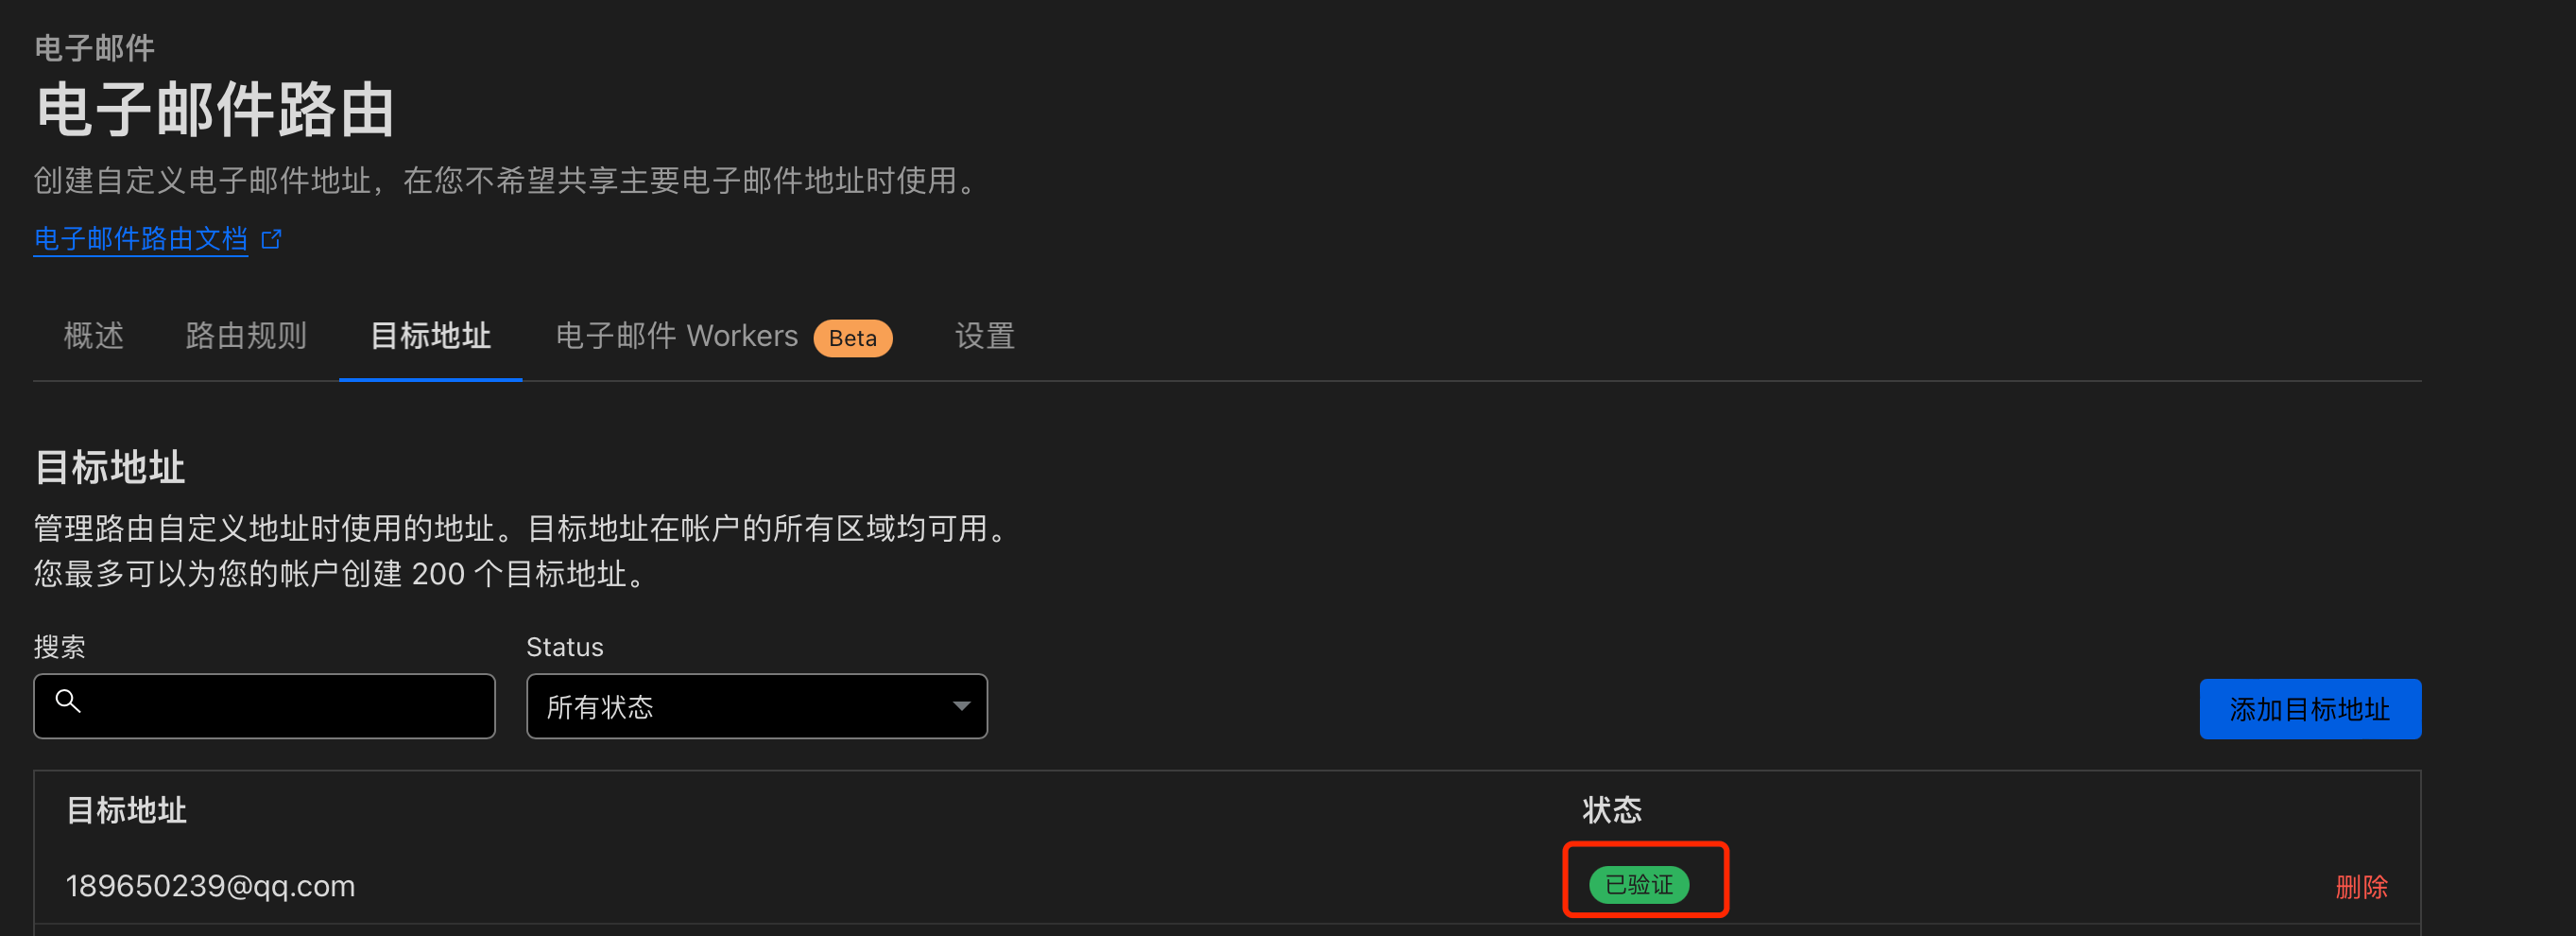 电子邮件
电子邮件路由
创建自定义电子邮件地址，在您不希望共享主要电子邮件地址时使用。
电子邮件路由文档
概述 路由规则 目标地址 电子邮件 Workers Beta 设置
目标地址
管理路由自定义地址时使用的地址。目标地址在帐户的所有区域均可用。
您最多可以为您的帐户创建 200 个目标地址。
搜索 Status
所有状态 添加目标地址
目标地址 状态
189650239@qq.com 已验证 删除